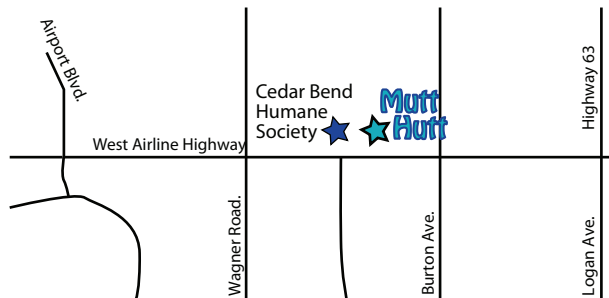 Airport Blvd.
Highway 63
Cedar Bend
Humane
Society
Mutt
Hutt
West Airline Highway
Wagner Road.
Burton Ave.
Logan Ave.